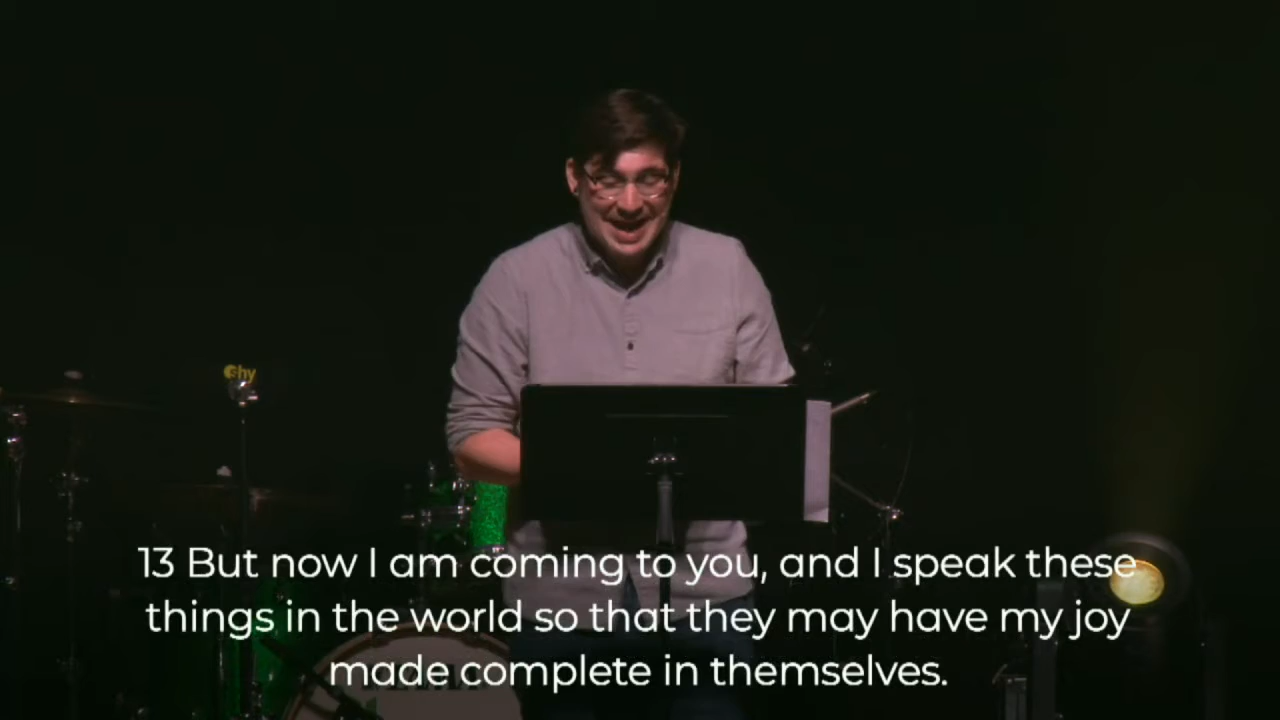 Ghy
13 But now I am coming to you, and I speak these
things in the world so that they may have my joy
made complete in themselves.